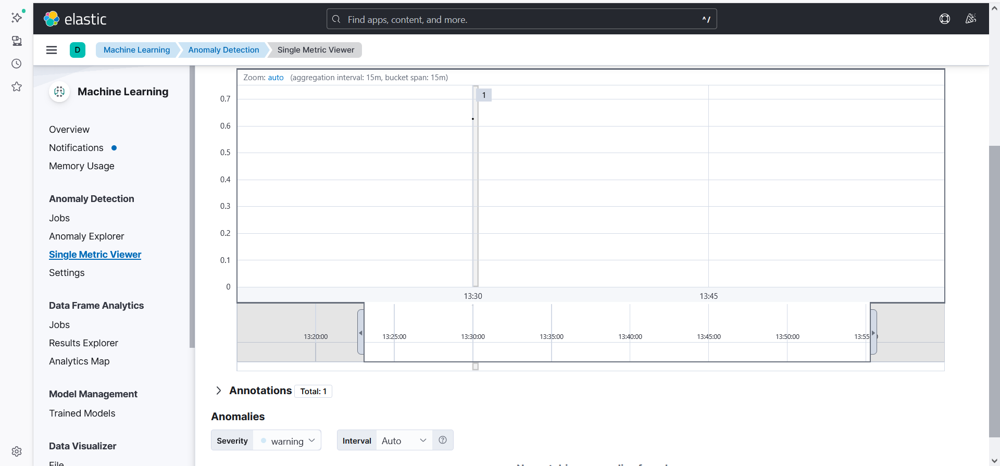 elastic
Find apps, content, and more.
^/
D
Machine Learning
Anomaly Detection
Single Metric Viewer
Machine Learning
Overview
Notifications
Memory Usage
Anomaly Detection
Jobs
Anomaly Explorer
Single Metric Viewer
Settings
Data Frame Analytics
Jobs
Results Explorer
Analytics Map
Model Management
Trained Models
Data Visualizer
File
Zoom: auto (aggregation interval: 15m, bucket span: 15m)
1
0.7
0.6
0.5
0.4
0.3
0.2
0.1
0
13:30
13:45
13:20:00
13:25:00
13:30:00
13:35:00
13:40:00
13:45:00
13:50:00
13:55
Annotations Total: 1
Anomalies
Severity warning
Interval Auto